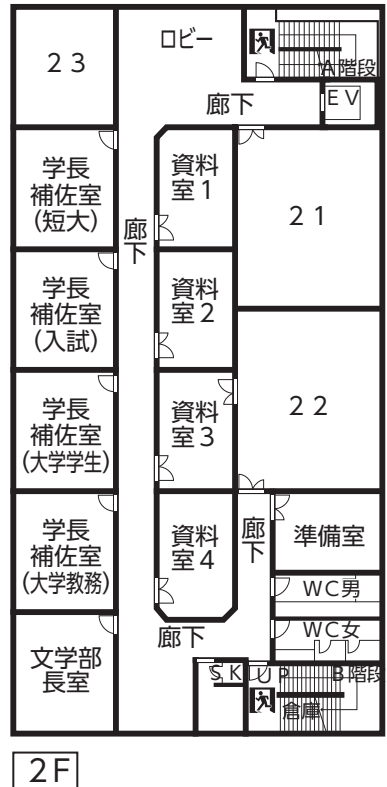 23
ロビー
A階段
EV
廊下
学長
補佐室
(短大)
廊下
資料
室1
21
学長
補佐室
(入試)
資料
室2
学長
補佐室
(大学学生)
資料
室3
22
学長
補佐室
(大学教務)
資料
室4
廊下
準備室
WC男
WC女
廊下
文学部
長室
SK
UP
B階段
倉庫
2F